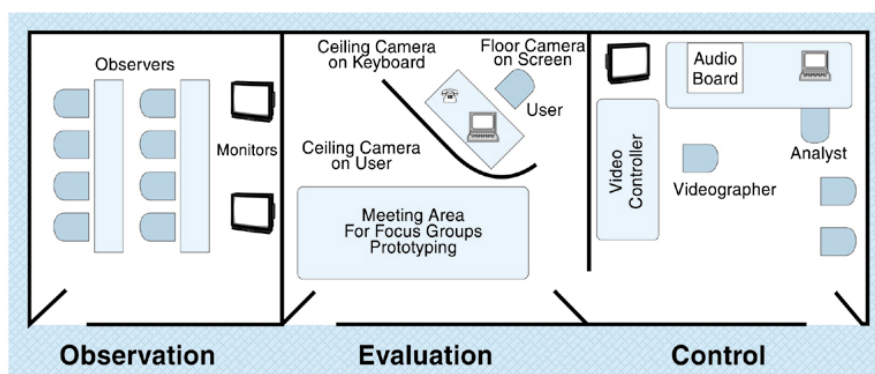 Observers
Monitors
Ceiling Camera
on Keyboard
Floor Camera
on Screen
User
Ceiling Camera
on User
Meeting Area
For Focus Groups
Prototyping
Audio
Board
Video
Controller
Videographer
Analyst
Observation
Evaluation
Control